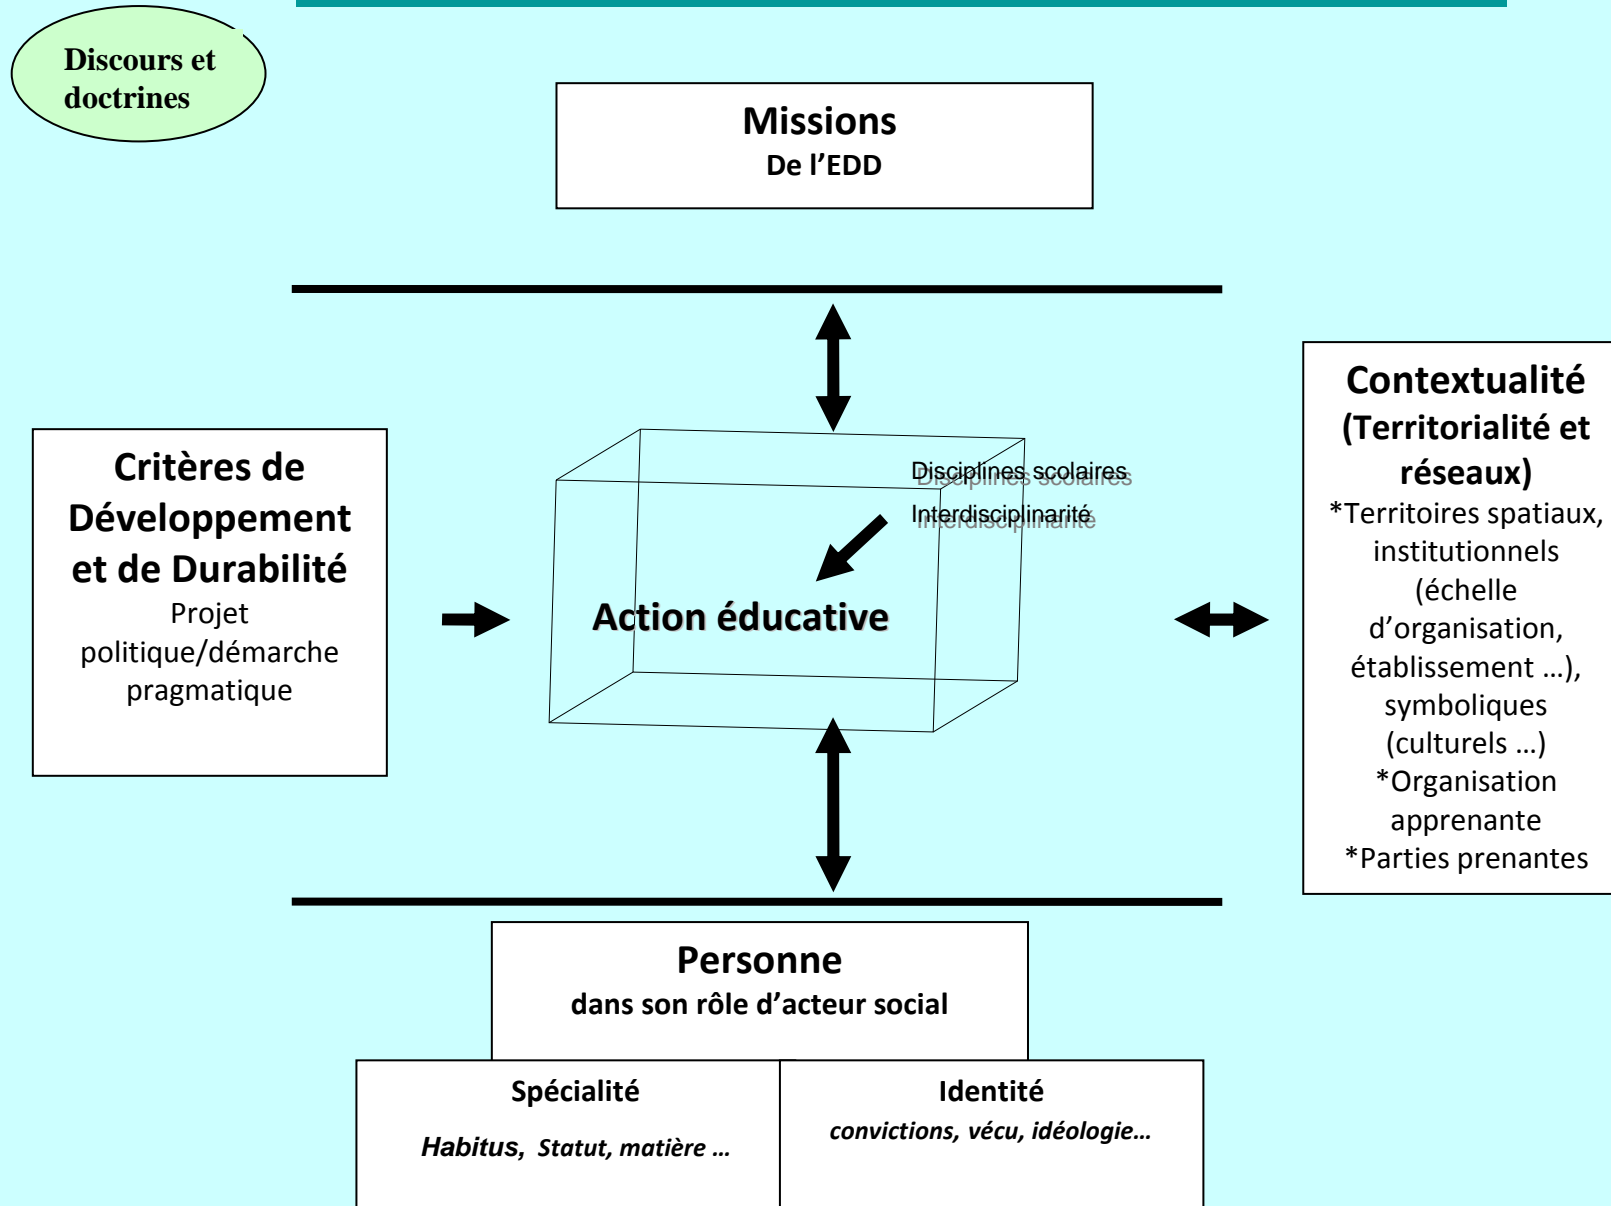 Discours et
doctrines
Missions
De l’EDD
Critères de
Développement
et de Durabilité
Projet
politique/démarche
pragmatique
Disciplines scolaires
Interdisciplinarité
Action éducative
Contextualité
(Territorialité et
réseaux)
*Territoires spatiaux,
institutionnels
(échelle
d’organisation,
établissement …),
symboliques
(culturels …)
*Organisation
apprenante
*Parties prenantes
Personne
dans son rôle d’acteur social
Spécialité
Habitus, Statut, matière …
Identité
convictions, vécu, idéologie…